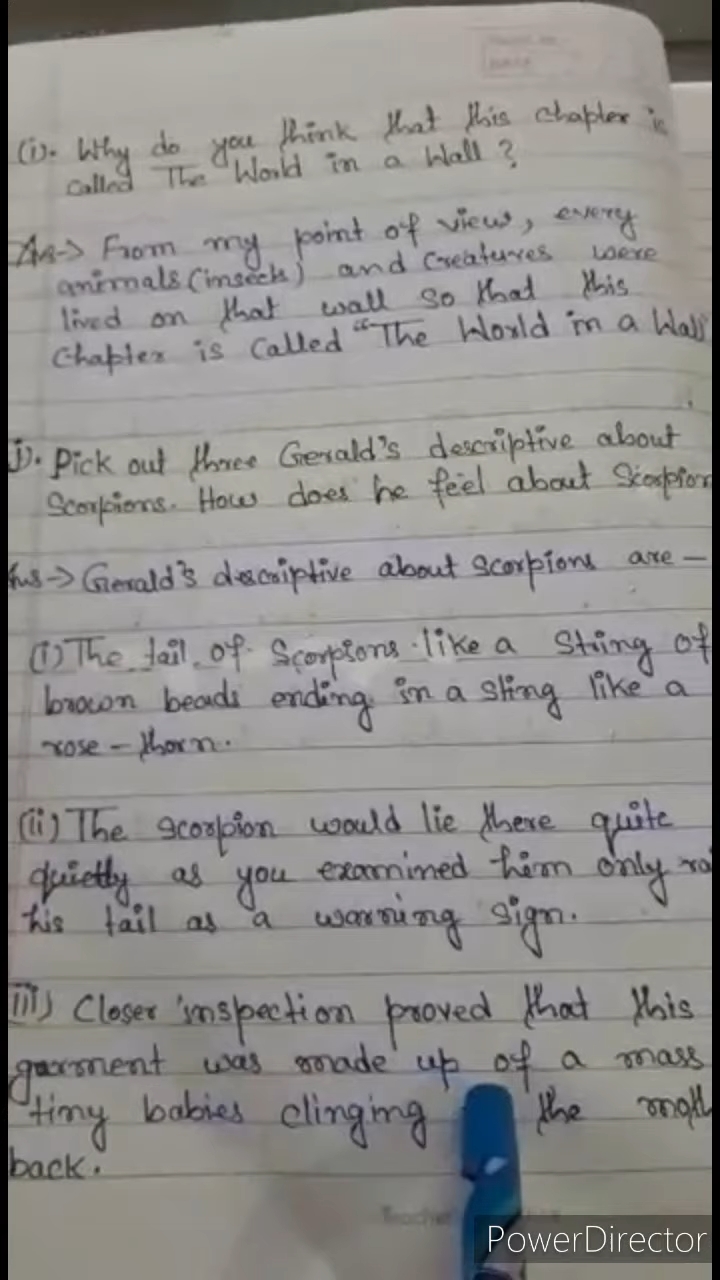 (i). Why do you think that this chapter is
called The World in a Wall ?
Ans-> From my point of view, every
animals (insects) and creatures were
lived on that wall so that this
chapter is called "The World in a Wall
j). Pick out three Gerald's descriptive about
Scorpions. How does he feel about Scorpion
Ans-> Gerald's descriptive about scorpions are -
(i) The tail of Scorpions like a string of
brown beads ending in a sting like a
rose - thorn.
(ii) The scorpion would lie there quite
quietly as you examined him only
his tail as a warning sign.
(iii) Closer inspection proved that this
garment was made up of a mass
tiny babies clinging the
back.
PowerDirector